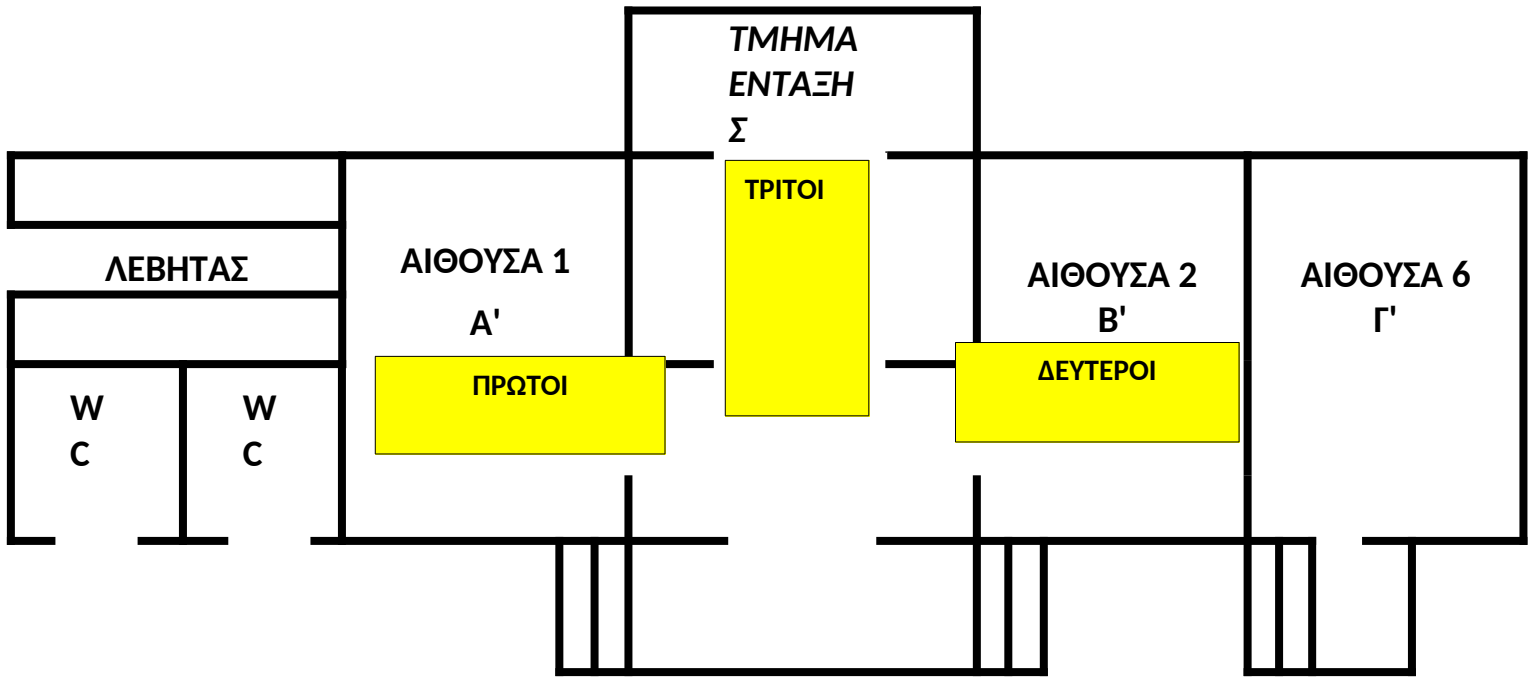 ΤΜΗΜΑ
ΕΝΤΑΞΗ
Σ
ΤΡΙΤΟΙ
ΛΕΒΗΤΑΣ
ΑΙΘΟΥΣΑ 1
Α'
ΑΙΘΟΥΣΑ 2
Β'
ΑΙΘΟΥΣΑ 6
Γ'
ΠΡΩΤΟΙ
ΔΕΥΤΕΡΟΙ
W
C
W
C